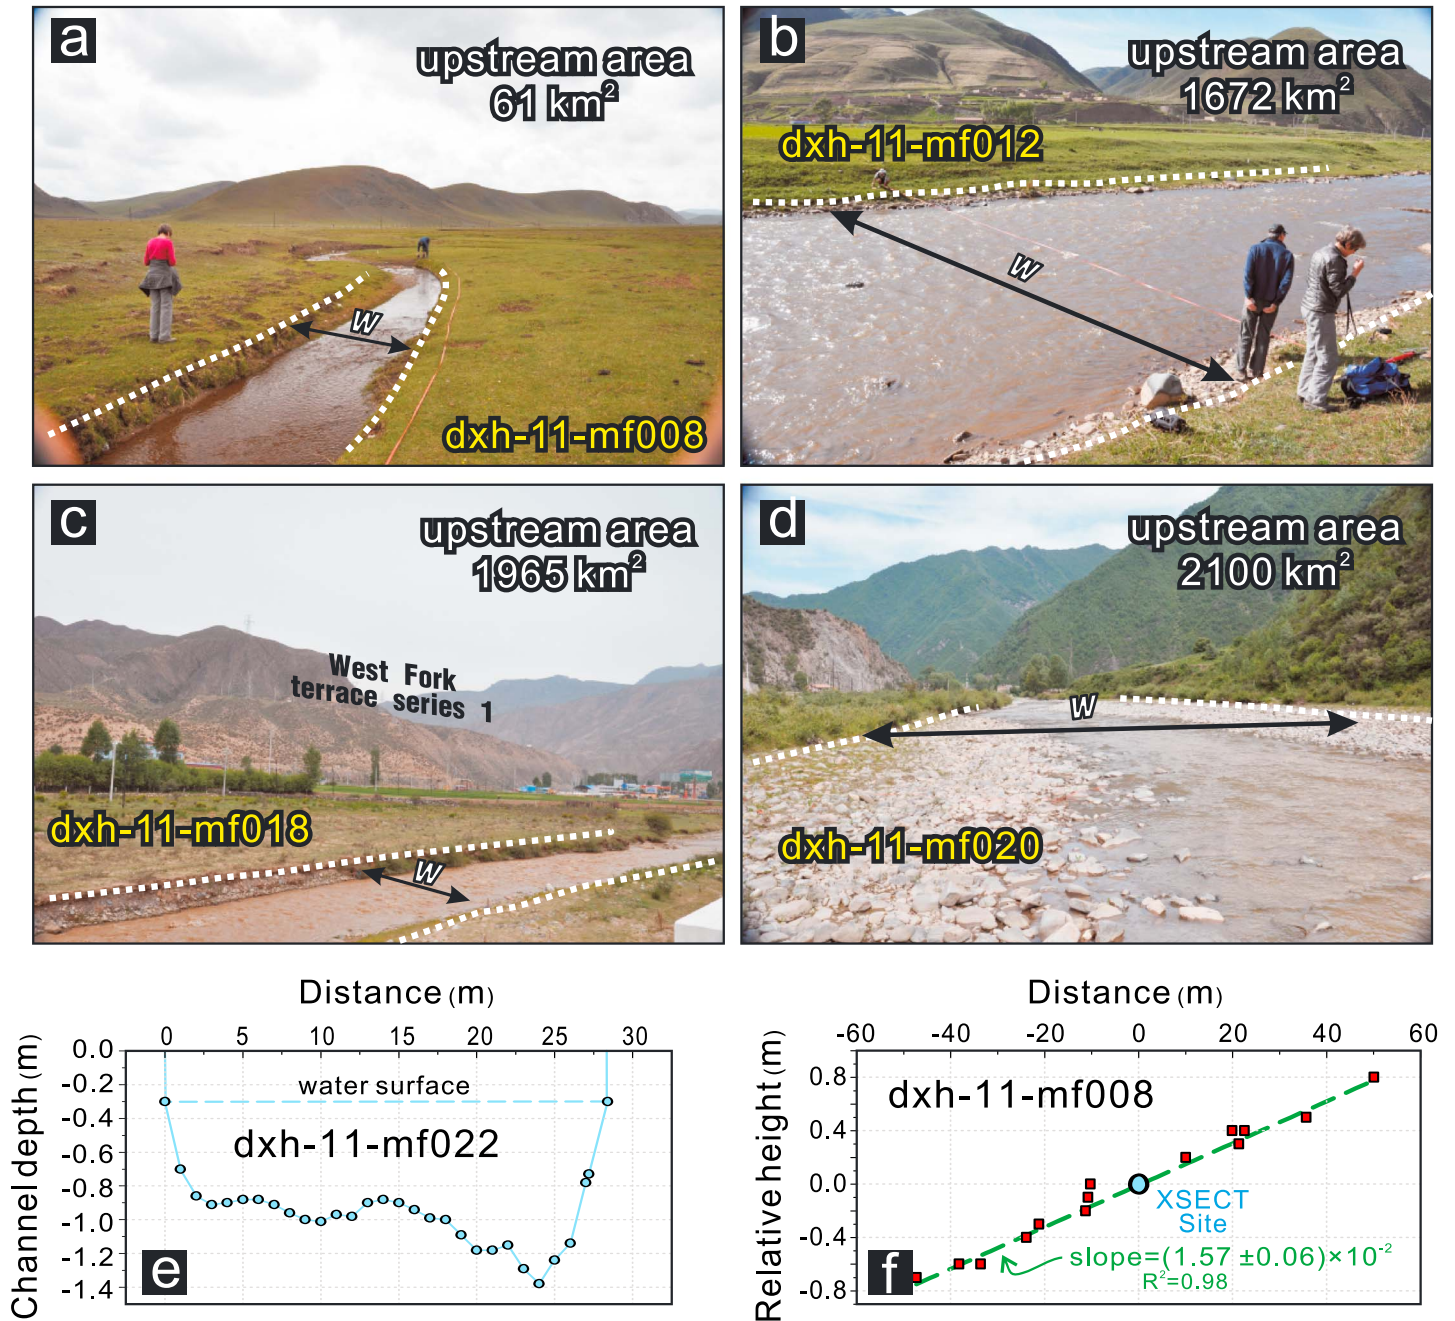 a
upstream area
61 km²
W
dxh-11-mf008
b
upstream area
1672 km²
dxh-11-mf012
W
c
upstream area
1965 km²
West Fork
terrace series 1
dxh-11-mf018
W
d
upstream area
2100 km²
W
dxh-11-mf020
Distance (m)
0 5 10 15 20 25 30
Channel depth (m)
0.0
-0.2
-0.4
-0.6
-0.8
-1.0
-1.2
-1.4
water surface
dxh-11-mf022
e
Distance (m)
-60 -40 -20 0 20 40 60
Relative height (m)
0.8
0.4
0.0
-0.4
-0.8
dxh-11-mf008
XSECT
Site
slope=(1.57 ±0.06)×10⁻²
R²=0.98
f